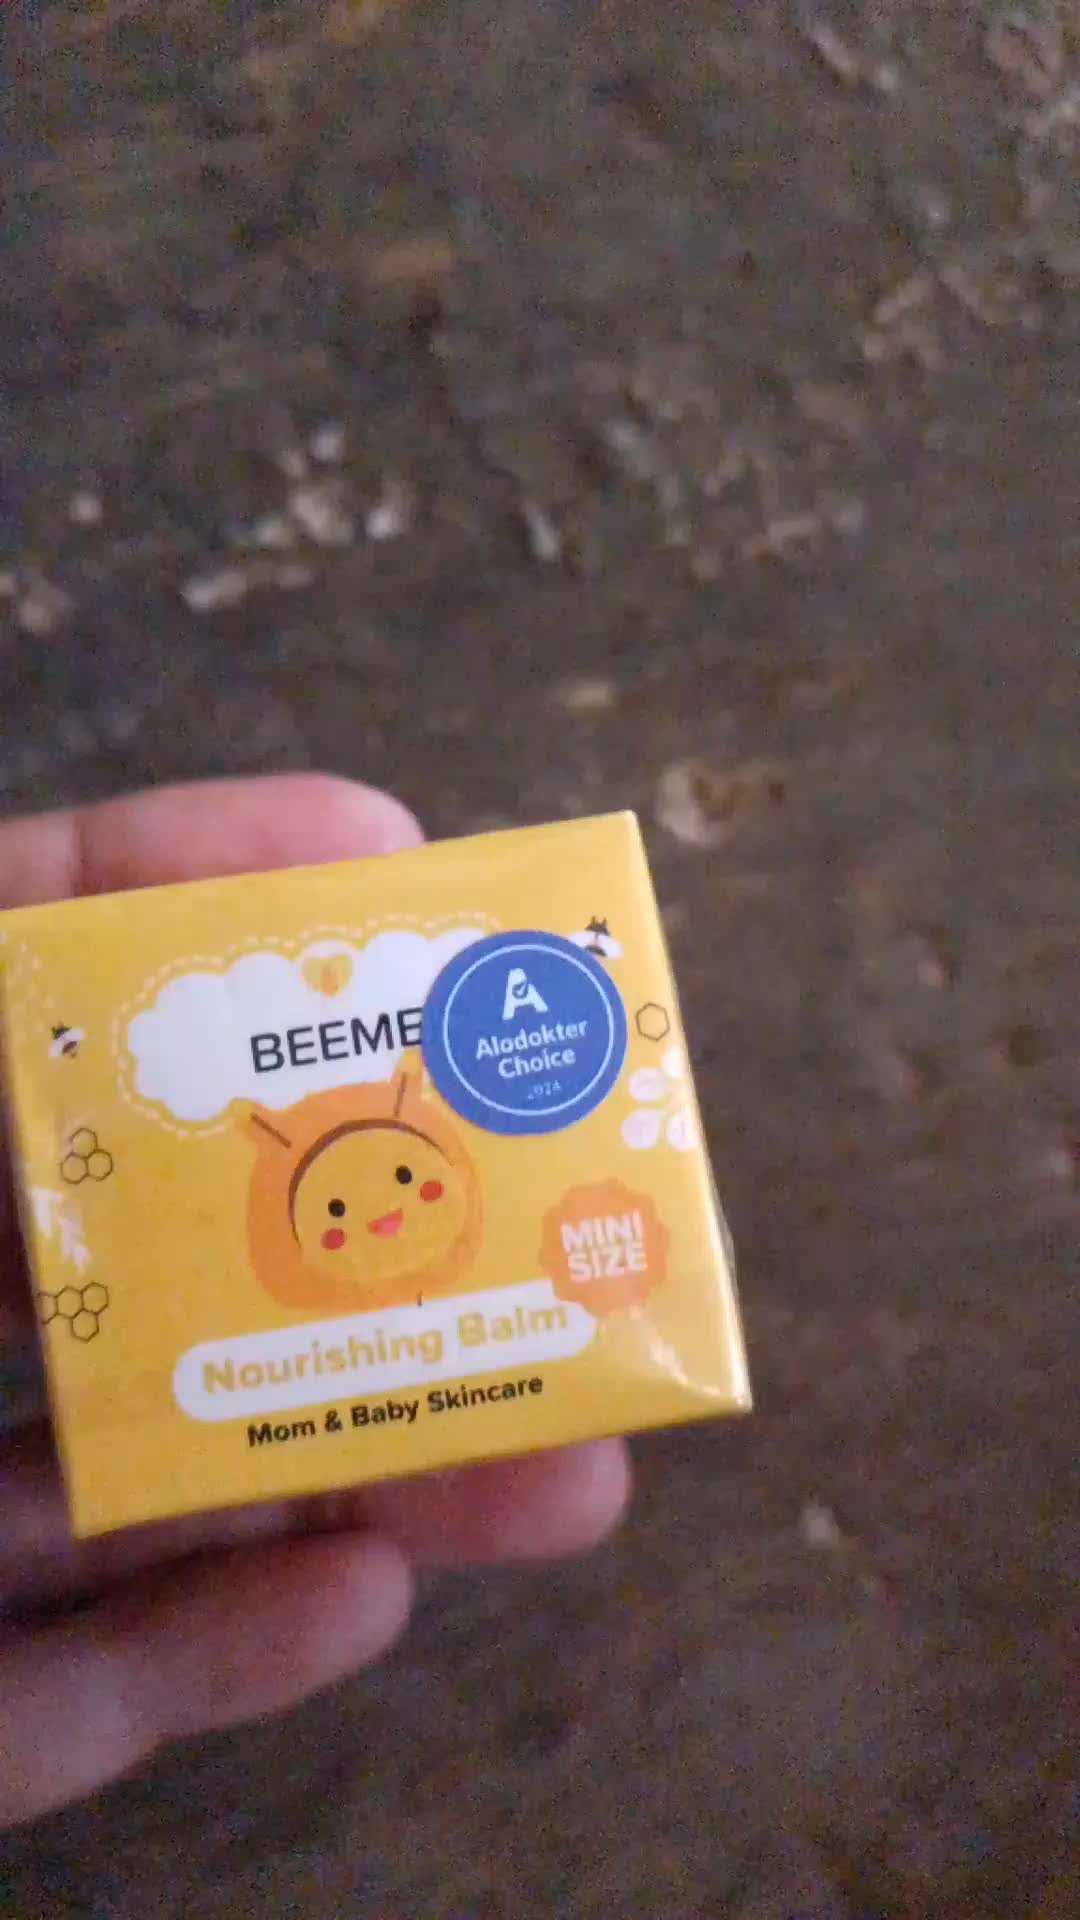 BEEME
A
Alodokter
Choice
MINI
SIZE
Nourishing Balm
Mom & Baby Skincare